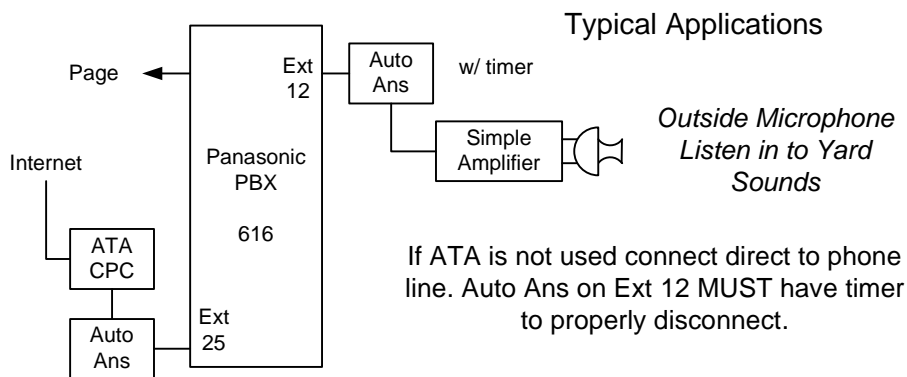 Typical Applications
Page
Ext
12
Auto
Ans
w/ timer
Simple
Amplifier
Outside Microphone
Listen in to Yard
Sounds
Internet
Panasonic
PBX
616
ATA
CPC
Auto
Ans
Ext
25
If ATA is not used connect direct to phone
line. Auto Ans on Ext 12 MUST have timer
to properly disconnect.